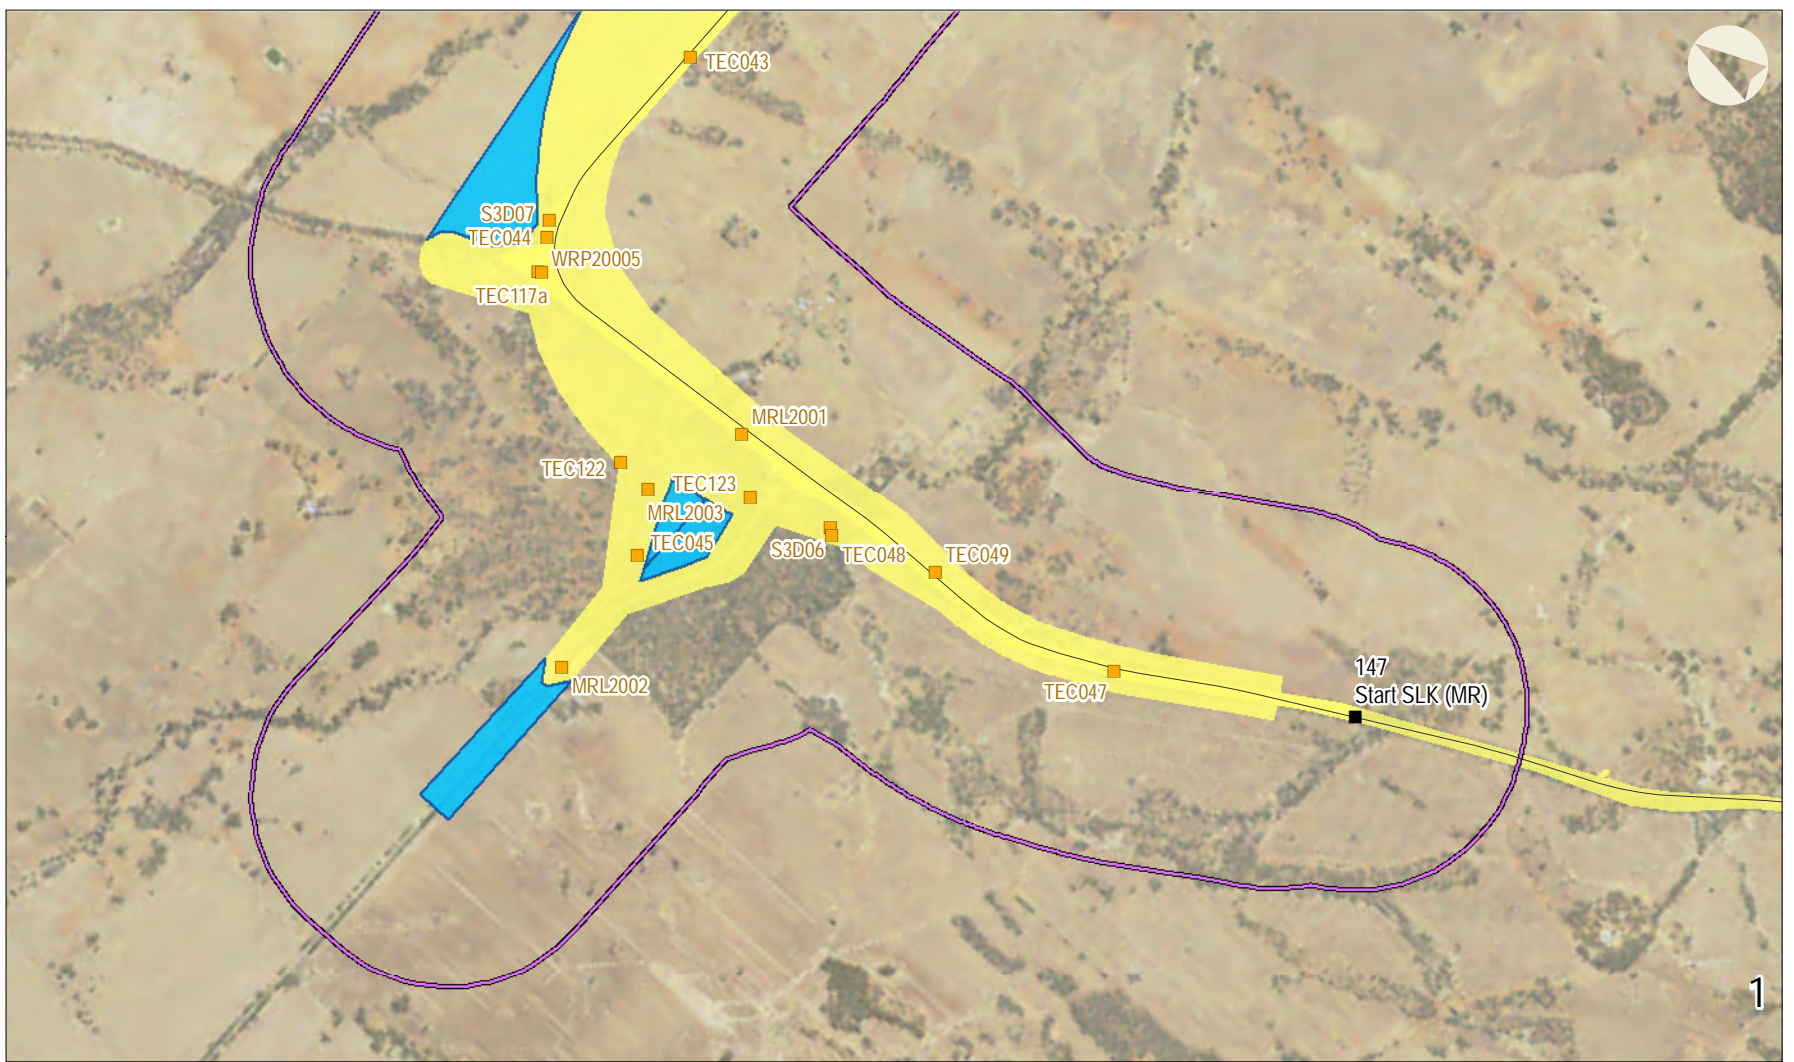 TEC043
S3D07
TEC044
WRP20005
TEC117a
MRL2001
TEC122
TEC123
MRL2003
TEC045
S3D06
TEC048
TEC049
MRL2002
TEC047
147
Start SLK (MR)
1